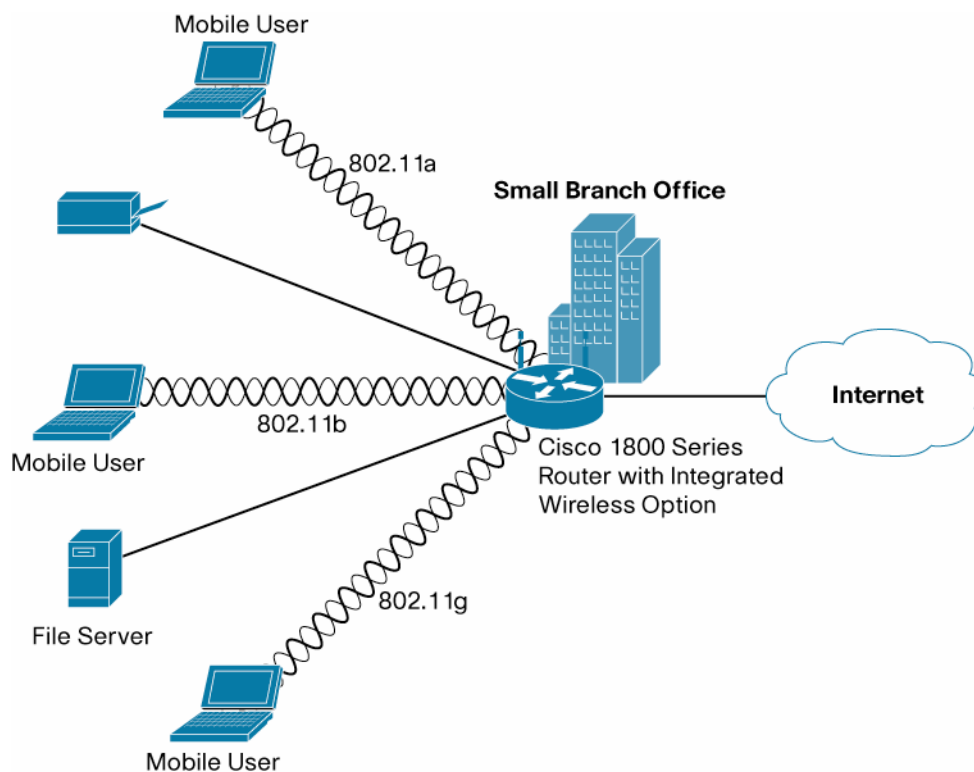 Mobile User
802.11a
Small Branch Office
Internet
802.11b
Mobile User
Cisco 1800 Series
Router with Integrated
Wireless Option
802.11g
File Server
Mobile User